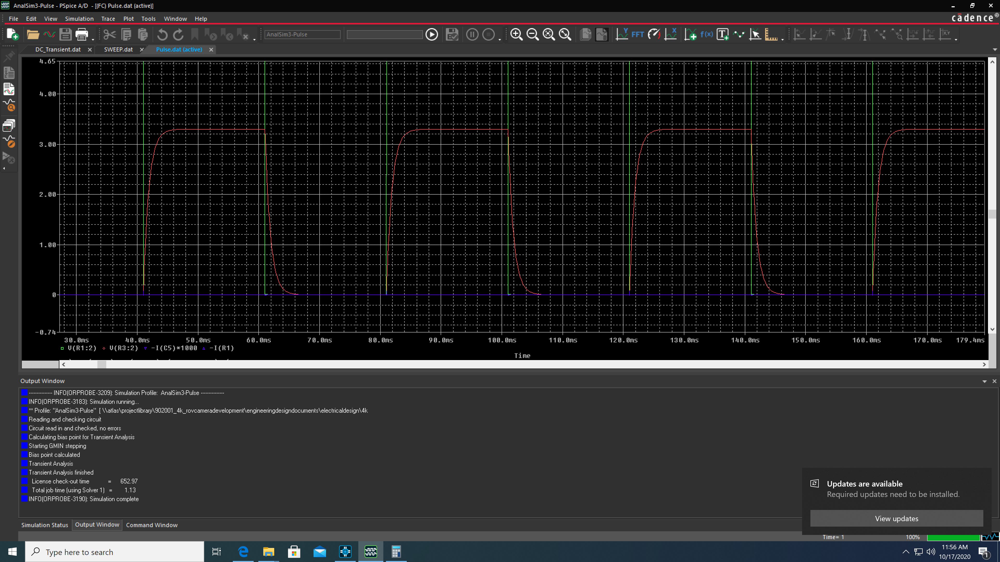 AnalSim3-Pulse - PSpice A/D - [(FC) Pulse.dat (active)]
File Edit View Simulation Trace Plot Tools Window Help
cādence®
AnalSim3-Pulse
FFT
Y
X
f(x)
T
X,Y
DC_Transient.dat
SWEEP.dat
Pulse.dat (active)
PSpice
4.65
4.00
3.00
2.00
1.00
0
-0.74
30.0ms 40.0ms 50.0ms 60.0ms 70.0ms 80.0ms 90.0ms 100.0ms 110.0ms 120.0ms 130.0ms 140.0ms 150.0ms 160.0ms 170.0ms 179.4ms
V(R1:2) V(R3:2) -I(C5)*1000 -I(R1)
Time
Output Window
--------------- INFO(ORPROBE-3209): Simulation Profile: AnalSim3-Pulse ---------------
INFO(ORPROBE-3183): Simulation running...
** Profile: "AnalSim3-Pulse" [ \\atlas\projectlibrary\902001_4k_rovcameradevelopment\engineeringdesigndocuments\electricaldesign\4k
Reading and checking circuit
Circuit read in and checked, no errors
Calculating bias point for Transient Analysis
Starting GMIN stepping
Bias point calculated
Transient Analysis
Transient Analysis finished
License check-out time = 652.97
Total job time (using Solver 1) = 1.13
INFO(ORPROBE-3190): Simulation complete
Updates are available
Required updates need to be installed.
View updates
Simulation Status Output Window Command Window
Time= 1 100%
Type here to search
11:56 AM
10/17/2020
1